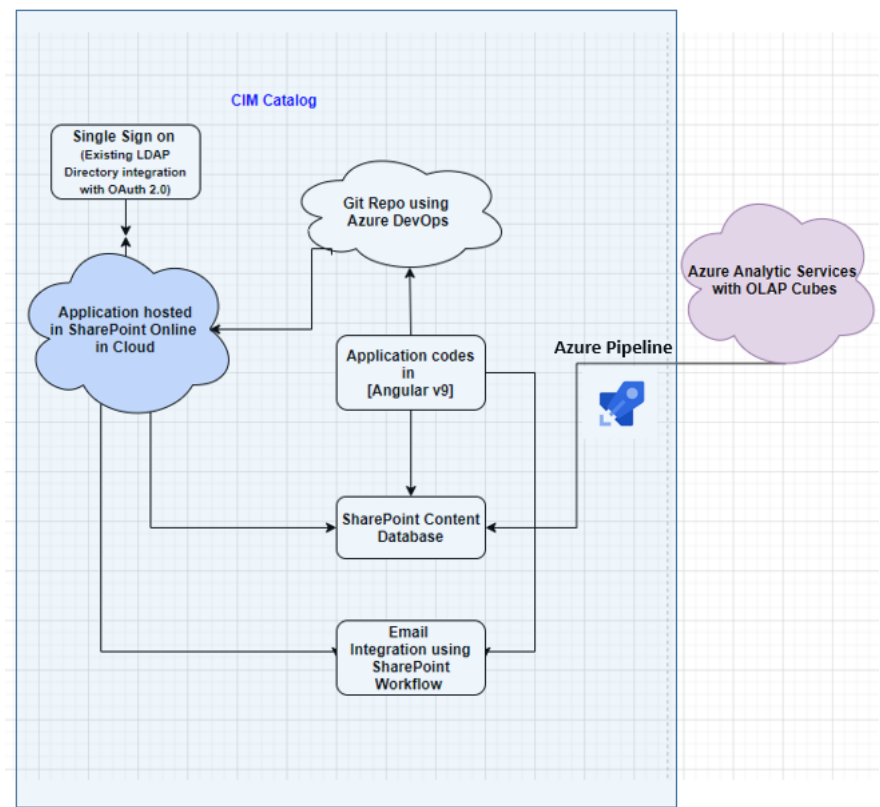 CIM Catalog
Single Sign on
(Existing LDAP
Directory integration
with OAuth 2.0)
Git Repo using
Azure DevOps
Azure Analytic Services
with OLAP Cubes
Application hosted
in SharePoint Online
in Cloud
Application codes
in
[Angular v9]
Azure Pipeline
SharePoint Content
Database
Email
Integration using
SharePoint
Workflow